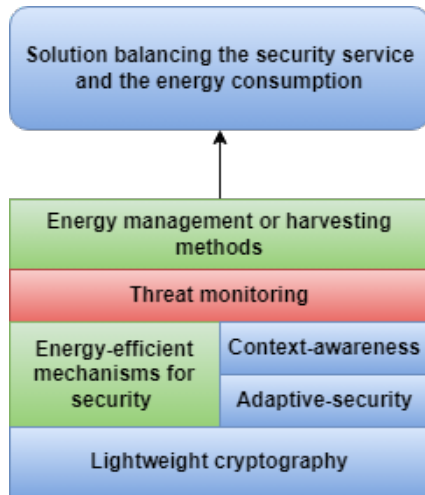 Solution balancing the security service
and the energy consumption
Energy management or harvesting
methods
Threat monitoring
Energy-efficient
mechanisms for
security
Context-awareness
Adaptive-security
Lightweight cryptography